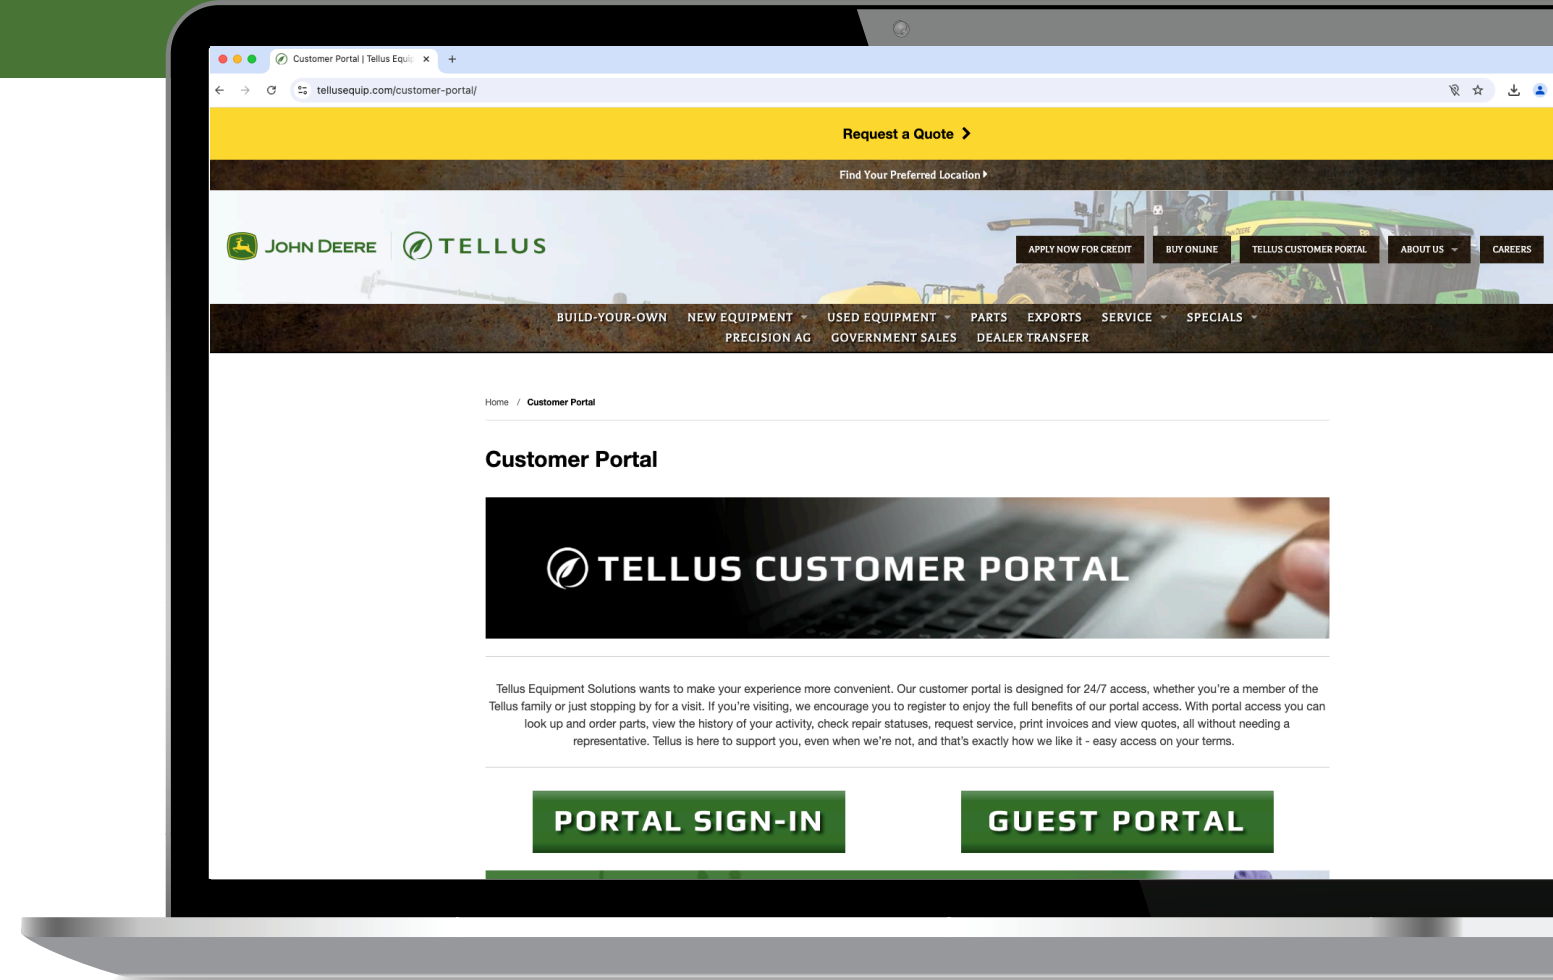 Customer Portal | Tellus Equip
tellusequip.com/customer-portal/
Request a Quote
Find Your Preferred Location
JOHN DEERE TELLUS
APPLY NOW FOR CREDIT BUY ONLINE TELLUS CUSTOMER PORTAL ABOUT US CAREERS
BUILD-YOUR-OWN NEW EQUIPMENT USED EQUIPMENT PARTS EXPORTS SERVICE SPECIALS
PRECISION AG GOVERNMENT SALES DEALER TRANSFER
Home / Customer Portal
Customer Portal
TELLUS CUSTOMER PORTAL
Tellus Equipment Solutions wants to make your experience more convenient. Our customer portal is designed for 24/7 access, whether you're a member of the
Tellus family or just stopping by for a visit. If you're visiting, we encourage you to register to enjoy the full benefits of our portal access. With portal access you can
look up and order parts, view the history of your activity, check repair statuses, request service, print invoices and view quotes, all without needing a
representative. Tellus is here to support you, even when we're not, and that's exactly how we like it - easy access on your terms.
PORTAL SIGN-IN GUEST PORTAL